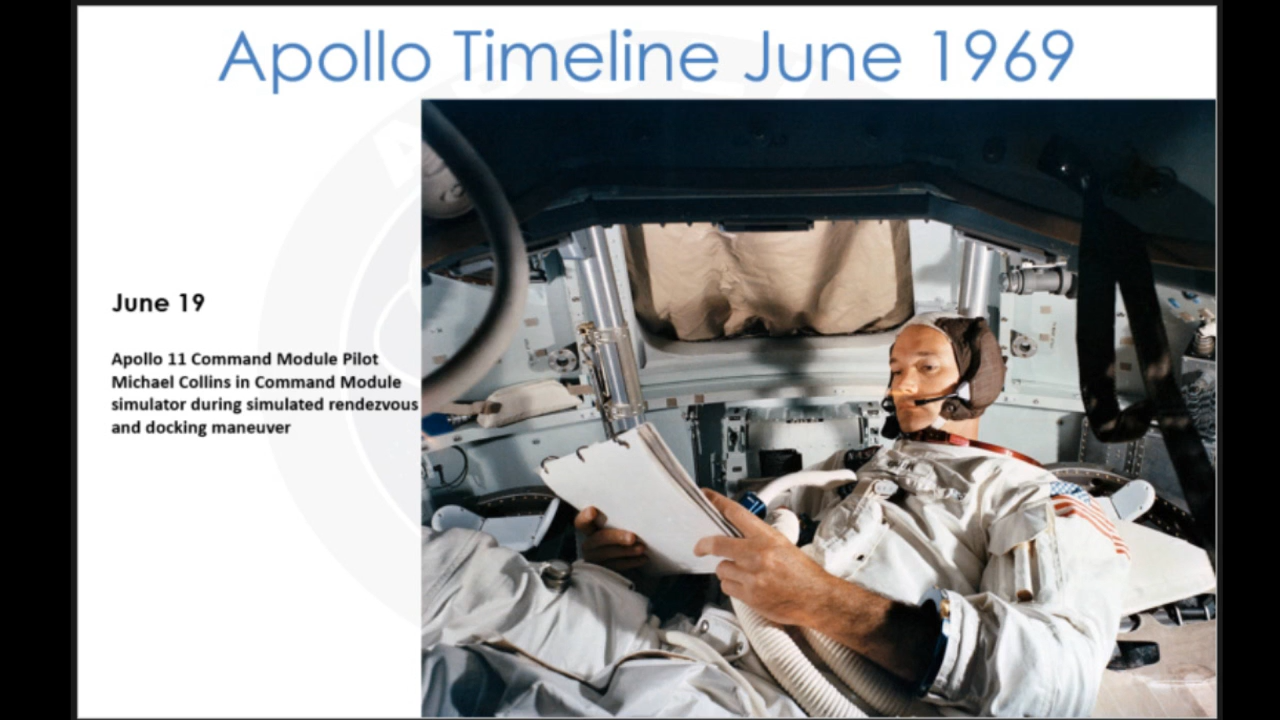 Apollo Timeline June 1969
June 19
Apollo 11 Command Module Pilot
Michael Collins in Command Module
simulator during simulated rendezvous
and docking maneuver